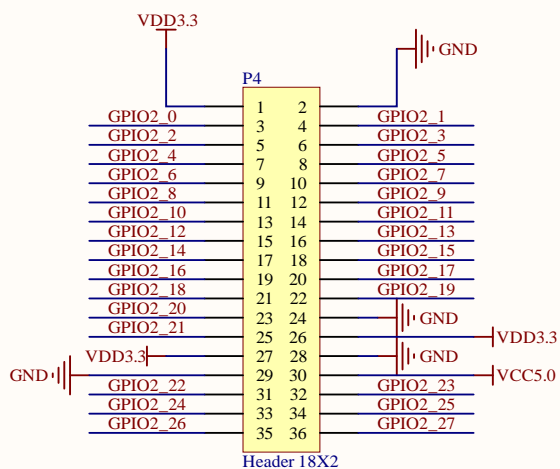 VDD3.3
GND
P4
1 2
GPIO2_0 3 4 GPIO2_1
GPIO2_2 5 6 GPIO2_3
GPIO2_4 7 8 GPIO2_5
GPIO2_6 9 10 GPIO2_7
GPIO2_8 11 12 GPIO2_9
GPIO2_10 13 14 GPIO2_11
GPIO2_12 15 16 GPIO2_13
GPIO2_14 17 18 GPIO2_15
GPIO2_16 19 20 GPIO2_17
GPIO2_18 21 22 GPIO2_19
GPIO2_20 23 24 GND
GPIO2_21 25 26 VDD3.3
VDD3.3 27 28 GND
GND 29 30 VCC5.0
GPIO2_22 31 32 GPIO2_23
GPIO2_24 33 34 GPIO2_25
GPIO2_26 35 36 GPIO2_27
Header 18X2